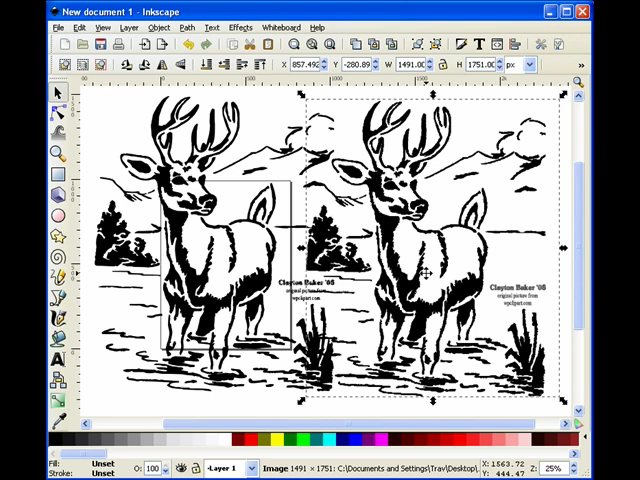 New document 1 - Inkscape
File Edit View Layer Object Path Text Effects Whiteboard Help
X 857.492 Y -280.89 W 1491.00 H 1751.00 px
Clayton Baker '08
original picture from
wpclipart.com
Clayton Baker '08
original picture from
wpclipart.com
Fill: Unset
Stroke: Unset
O: 100
Layer 1
Image 1491 × 1751: C:\Documents and Settings\Trav\Desktop\
X: 1563.72
Y: 444.47
Z: 25%